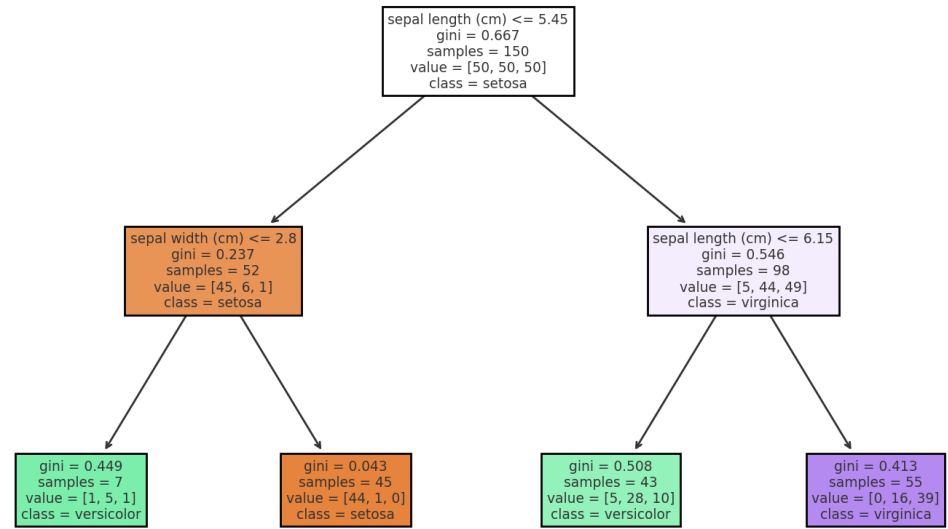 sepal length (cm) <= 5.45
gini = 0.667
samples = 150
value = [50, 50, 50]
class = setosa
sepal width (cm) <= 2.8
gini = 0.237
samples = 52
value = [45, 6, 1]
class = setosa
sepal length (cm) <= 6.15
gini = 0.546
samples = 98
value = [5, 44, 49]
class = virginica
gini = 0.449
samples = 7
value = [1, 5, 1]
class = versicolor
gini = 0.043
samples = 45
value = [44, 1, 0]
class = setosa
gini = 0.508
samples = 43
value = [5, 28, 10]
class = versicolor
gini = 0.413
samples = 55
value = [0, 16, 39]
class = virginica